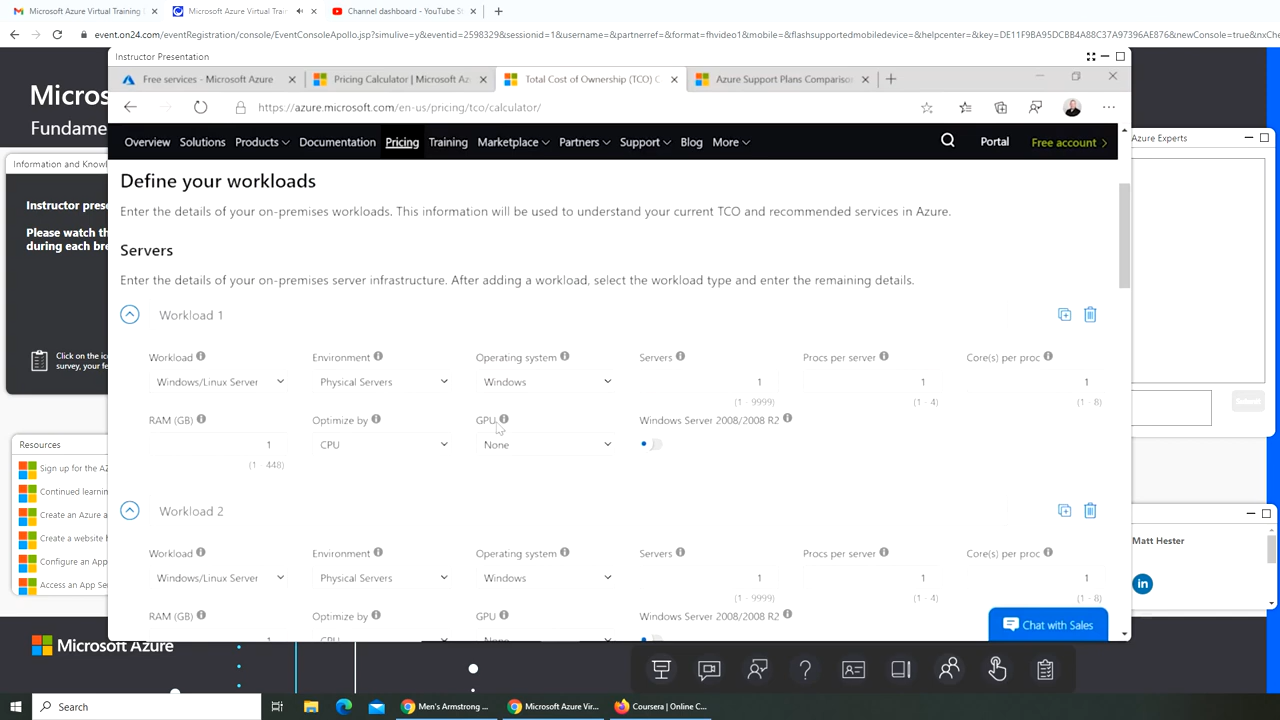 Microsoft Azure Virtual Training
Microsoft Azure Virtual Train
Channel dashboard - YouTube St
event.on24.com/eventRegistration/console/EventConsoleApollo.jsp?simulive=y&eventid=2598329&sessionid=1&username=&partnerref=&format=fhvideo1&mobile=&flashsupportedmobiledevice=&helpcenter=&key=DE11F9BA95DCBB4A88C37A97396AE876&newConsole=true&nxChe
Instructor Presentation
Free services - Microsoft Azure
Pricing Calculator | Microsoft Az
Total Cost of Ownership (TCO) C
Azure Support Plans Comparison
https://azure.microsoft.com/en-us/pricing/tco/calculator/
Micros
Fundame
Overview
Solutions
Products
Documentation
Pricing
Training
Marketplace
Partners
Support
Blog
More
Portal
Free account
Azure Experts
Information and Knowl
Instructor pres
Please watch th
during each bre
Click on the ico
survey, your fe
Define your workloads
Enter the details of your on-premises workloads. This information will be used to understand your current TCO and recommended services in Azure.
Servers
Enter the details of your on-premises server infrastructure. After adding a workload, select the workload type and enter the remaining details.
Workload 1
Workload
Environment
Operating system
Servers
Procs per server
Core(s) per proc
Windows/Linux Server
Physical Servers
Windows
1
1
1
(1 - 9999)
(1 - 4)
(1 - 8)
RAM (GB)
Optimize by
GPU
Windows Server 2008/2008 R2
1
CPU
None
(1 - 448)
Submit
Workload 2
Workload
Environment
Operating system
Servers
Procs per server
Core(s) per proc
Windows/Linux Server
Physical Servers
Windows
1
1
1
(1 - 9999)
(1 - 4)
(1 - 8)
RAM (GB)
Optimize by
GPU
Windows Server 2008/2008 R2
1
CPU
None
Chat with Sales
Resources
Sign up for the AZ
Continued learnin
Create an Azure a
Create a website h
Configure an App
Access an App Ser
Matt Hester
in
Microsoft Azure
Search
Men's Armstrong ...
Microsoft Azure Vir...
Coursera | Online C...